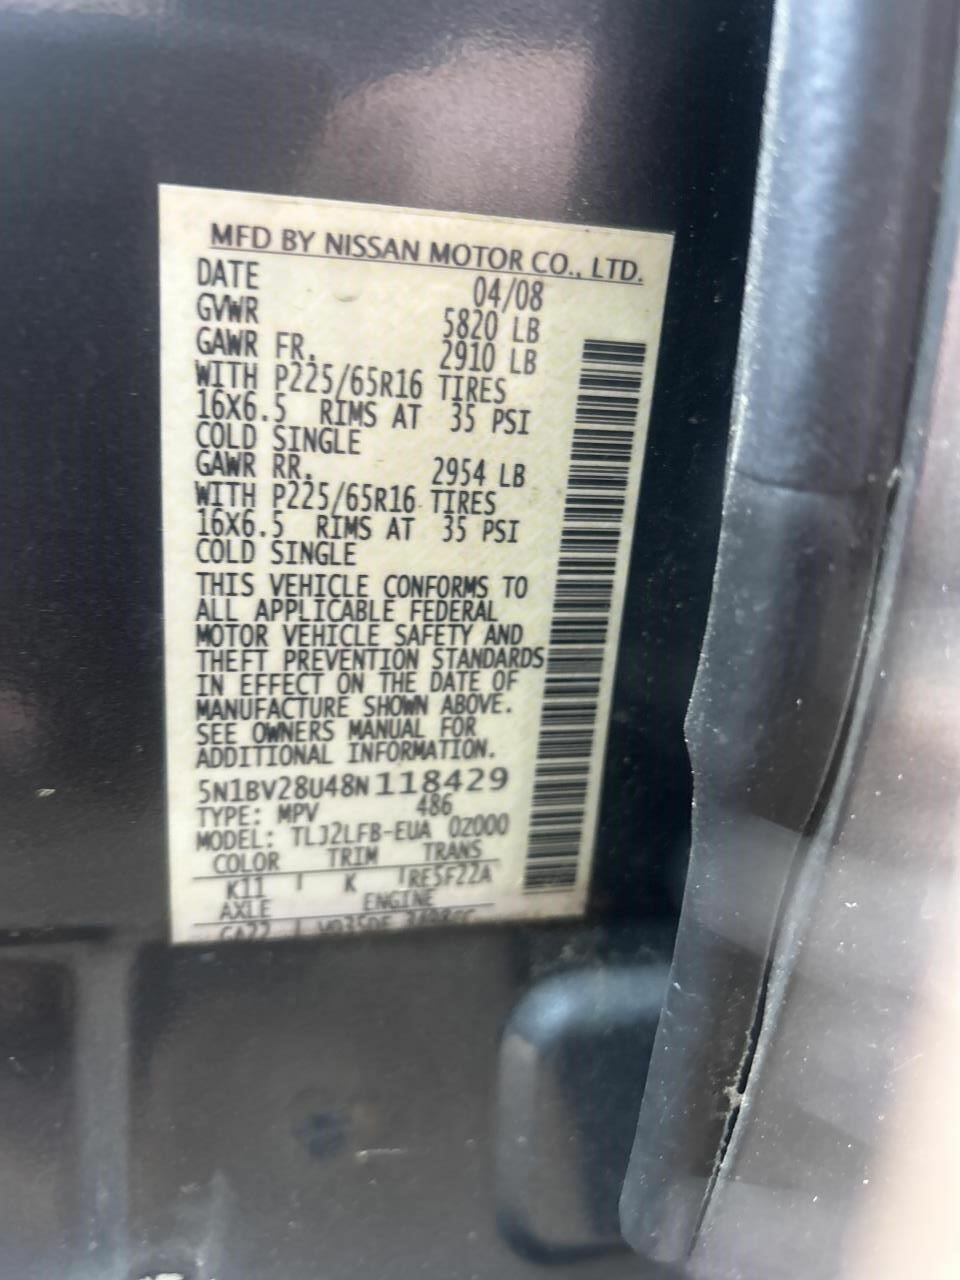 MFD BY NISSAN MOTOR CO., LTD.
DATE 04/08
GVWR 5820 LB
GAWR FR. 2910 LB
WITH P225/65R16 TIRES
16X6.5 RIMS AT 35 PSI
COLD SINGLE
GAWR RR. 2954 LB
WITH P225/65R16 TIRES
16X6.5 RIMS AT 35 PSI
COLD SINGLE
THIS VEHICLE CONFORMS TO
ALL APPLICABLE FEDERAL
MOTOR VEHICLE SAFETY AND
THEFT PREVENTION STANDARDS
IN EFFECT ON THE DATE OF
MANUFACTURE SHOWN ABOVE.
SEE OWNERS MANUAL FOR
ADDITIONAL INFORMATION.
5N1BV28U48N118429
TYPE: MPV 486
MODEL: TLJ2LFB-EUA 0Z000
COLOR TRIM TRANS
K11 K RE5F22A
AXLE ENGINE
GA22 VQ35DE 3498CC